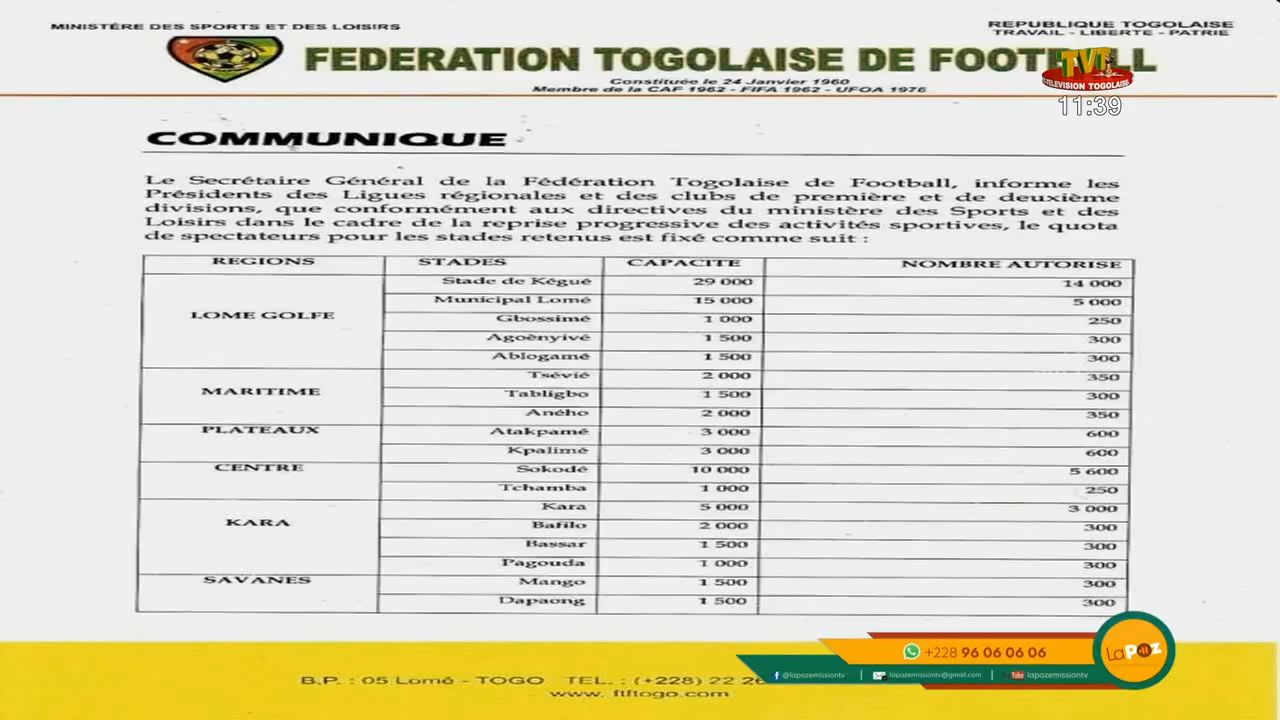 MINISTÈRE DES SPORTS ET DES LOISIRS
REPUBLIQUE TOGOLAISE
TRAVAIL - LIBERTE - PATRIE
FEDERATION TOGOLAISE DE
Constituée le 24 Janvier 1960
Membre de la CAF 1962 - FIFA 1962 - UFOA 1976
TVT
TELEVISION TOGOLAISE
11:39
COMMUNIQUE
Le Secrétaire Général de la Fédération Togolaise de Football, informe les
Présidents des Ligues régionales et des clubs de première et de deuxième
divisions, que conformément aux directives du ministère des Sports et des
Loisirs dans le cadre de la reprise progressive des activités sportives, le quota
de spectateurs pour les stades retenus est fixé comme suit :
REGIONS STADES CAPACITE NOMBRE AUTORISE
LOME GOLFE
Stade de Kégué 29 000 14 000
Municipal Lomé 15 000 5 000
Gbossimé 1 000 250
Agoènyivé 1 500 300
Ablogamé 1 500 300
MARITIME
Tsévié 2 000 350
Tabligbo 1 500 300
Aného 2 000 350
PLATEAUX
Atakpamé 3 000 600
Kpalimé 3 000 600
CENTRE
Sokodé 10 000 5 600
Tchamba 1 000 250
KARA
Kara 5 000 3 000
Bafilo 2 000 300
Bassar 1 500 300
Pagouda 1 000 300
SAVANES
Mango 1 500 300
Dapaong 1 500 300
+228 96 06 06 06
LaPoz
@lapozemissiontv
lapozemissiontv@gmail.com
lapozemissiontv
B.P. : 05 Lomé - TOGO TEL. : (+228) 22
www. ftftogo.com